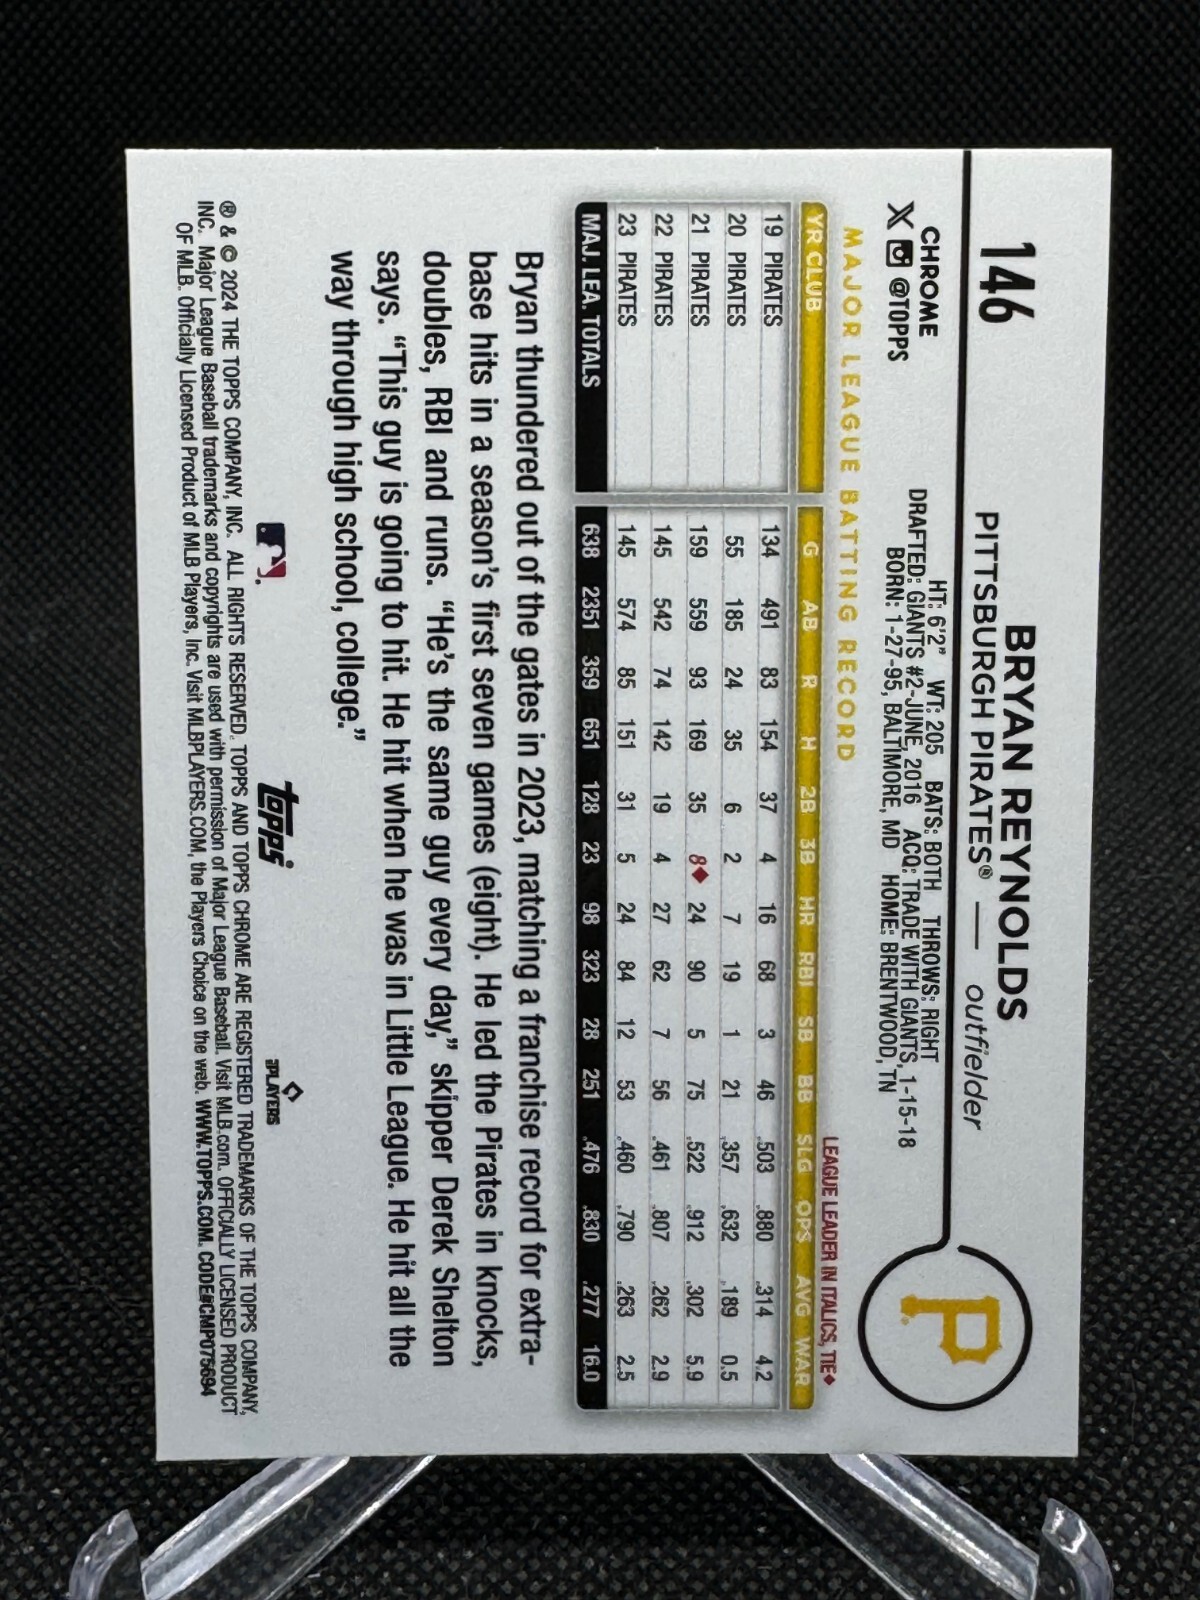 146
BRYAN REYNOLDS
PITTSBURGH PIRATES® — outfielder
P
CHROME
X @TOPPS
HT: 6'2" WT: 205 BATS: BOTH THROWS: RIGHT
DRAFTED: GIANTS #2-JUNE, 2016 ACQ: TRADE WITH GIANTS, 1-15-18
BORN: 1-27-95, BALTIMORE, MD HOME: BRENTWOOD, TN
MAJOR LEAGUE BATTING RECORD
LEAGUE LEADER IN ITALICS, TIE♦
YR CLUB G AB R H 2B 3B HR RBI SB BB SLG OPS AVG WAR
19 PIRATES 134 491 83 154 37 4 16 68 3 46 .503 .880 .314 4.2
20 PIRATES 55 185 24 35 6 2 7 19 1 21 .357 .632 .189 0.5
21 PIRATES 159 559 93 169 35 8♦ 24 90 5 75 .522 .912 .302 5.9
22 PIRATES 145 542 74 142 19 4 27 62 7 56 .461 .807 .262 2.9
23 PIRATES 145 574 85 151 31 5 24 84 12 53 .460 .790 .263 2.5
MAJ. LEA. TOTALS 638 2351 359 651 128 23 98 323 28 251 .476 .830 .277 16.0
Bryan thundered out of the gates in 2023, matching a franchise record for extra-
base hits in a season's first seven games (eight). He led the Pirates in knocks,
doubles, RBI and runs. "He's the same guy every day," skipper Derek Shelton
says. "This guy is going to hit. He hit when he was in Little League. He hit all the
way through high school, college."
topps
PLAYERS
® & © 2024 THE TOPPS COMPANY, INC. ALL RIGHTS RESERVED. TOPPS AND TOPPS CHROME ARE REGISTERED TRADEMARKS OF THE TOPPS COMPANY,
INC. Major League Baseball trademarks and copyrights are used with permission of Major League Baseball. Visit MLB.com. OFFICIALLY LICENSED PRODUCT
OF MLB. Officially Licensed Product of MLB Players, Inc. Visit MLBPLAYERS.COM, the Players Choice on the web. WWW.TOPPS.COM. CODE#CMP075694